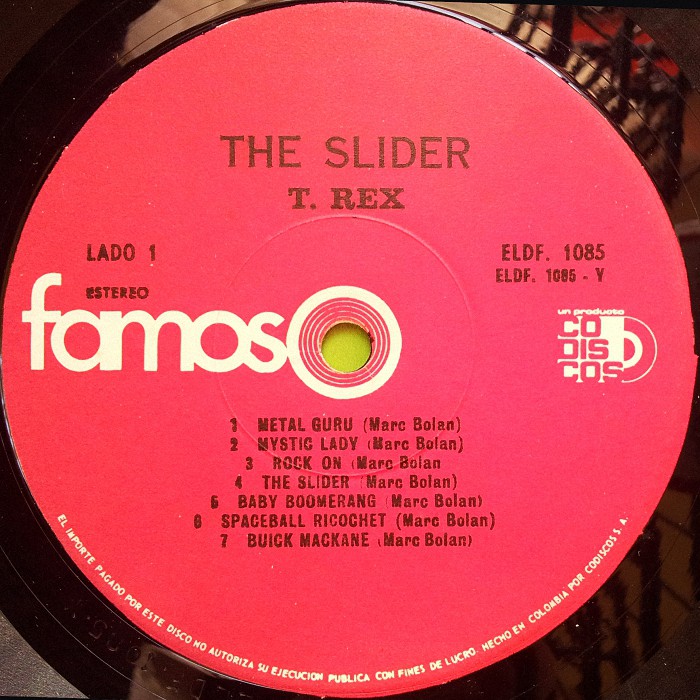 THE SLIDER
T. REX
LADO 1
ELDF. 1085
ESTEREO
ELDF. 1085 - Y
famoso
un producto
CO
DIS
COS
1 METAL GURU (Marc Bolan)
2 MYSTIC LADY (Marc Bolan)
3 ROCK ON (Marc Bolan
4 THE SLIDER (Marc Bolan)
5 BABY BOOMERANG (Marc Bolan)
6 SPACEBALL RICOCHET (Marc Bolan)
7 BUICK MACKANE (Marc Bolan)
EL IMPORTE PAGADO POR ESTE DISCO NO AUTORIZA SU EJECUCION PUBLICA CON FINES DE LUCRO. HECHO EN COLOMBIA POR CODISCOS S.A.